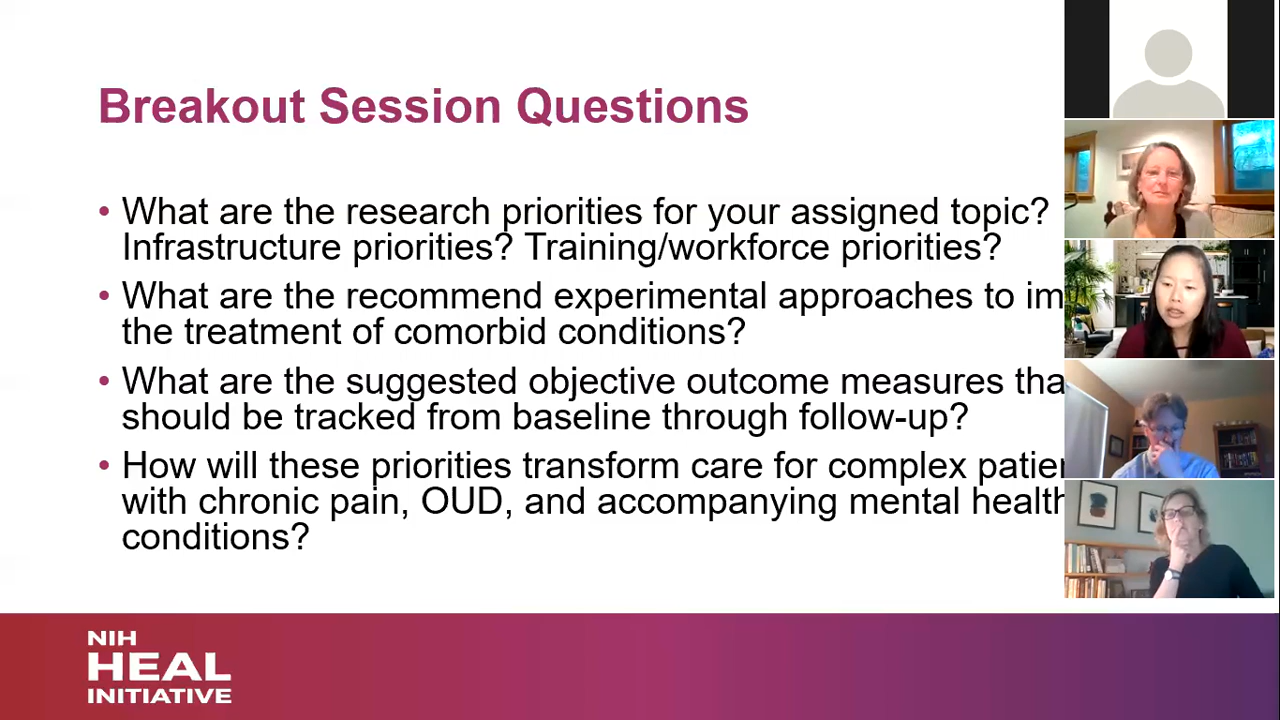 Breakout Session Questions
• What are the research priorities for your assigned topic?
Infrastructure priorities? Training/workforce priorities?
• What are the recommend experimental approaches to im
the treatment of comorbid conditions?
• What are the suggested objective outcome measures tha
should be tracked from baseline through follow-up?
• How will these priorities transform care for complex patien
with chronic pain, OUD, and accompanying mental health
conditions?
NIH
HEAL
INITIATIVE